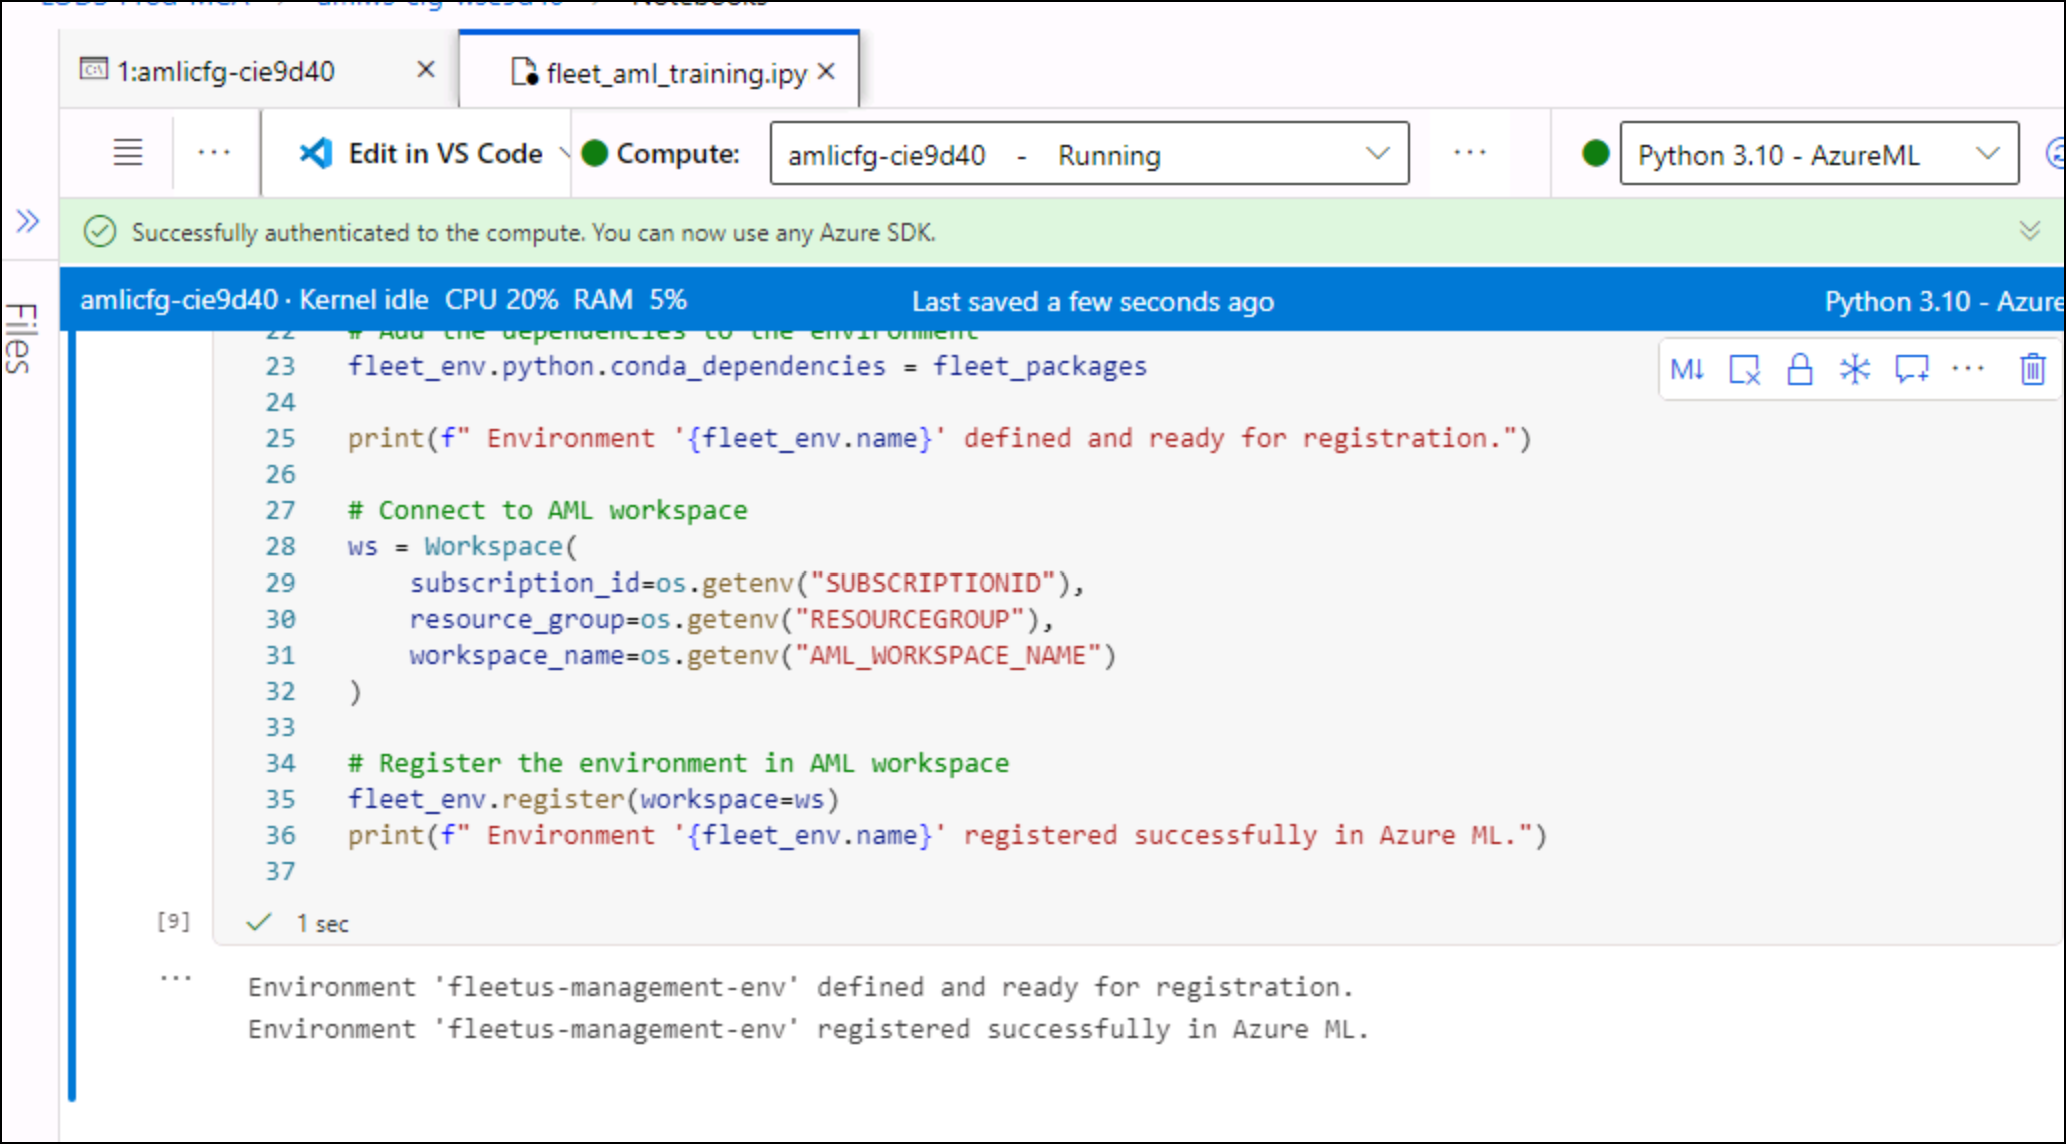 1:amlicfg-cie9d40
fleet_aml_training.ipy
Edit in VS Code
Compute:
amlicfg-cie9d40 - Running
Python 3.10 - AzureML
Successfully authenticated to the compute. You can now use any Azure SDK.
Files
amlicfg-cie9d40 · Kernel idle CPU 20% RAM 5%
Last saved a few seconds ago
Python 3.10 - Azure
22 # Add the dependencies to the environment
23 fleet_env.python.conda_dependencies = fleet_packages
M↓
24
25 print(f" Environment '{fleet_env.name}' defined and ready for registration.")
26
27 # Connect to AML workspace
28 ws = Workspace(
29 subscription_id=os.getenv("SUBSCRIPTIONID"),
30 resource_group=os.getenv("RESOURCEGROUP"),
31 workspace_name=os.getenv("AML_WORKSPACE_NAME")
32 )
33
34 # Register the environment in AML workspace
35 fleet_env.register(workspace=ws)
36 print(f" Environment '{fleet_env.name}' registered successfully in Azure ML.")
37
[9] 1 sec
Environment 'fleetus-management-env' defined and ready for registration.
Environment 'fleetus-management-env' registered successfully in Azure ML.